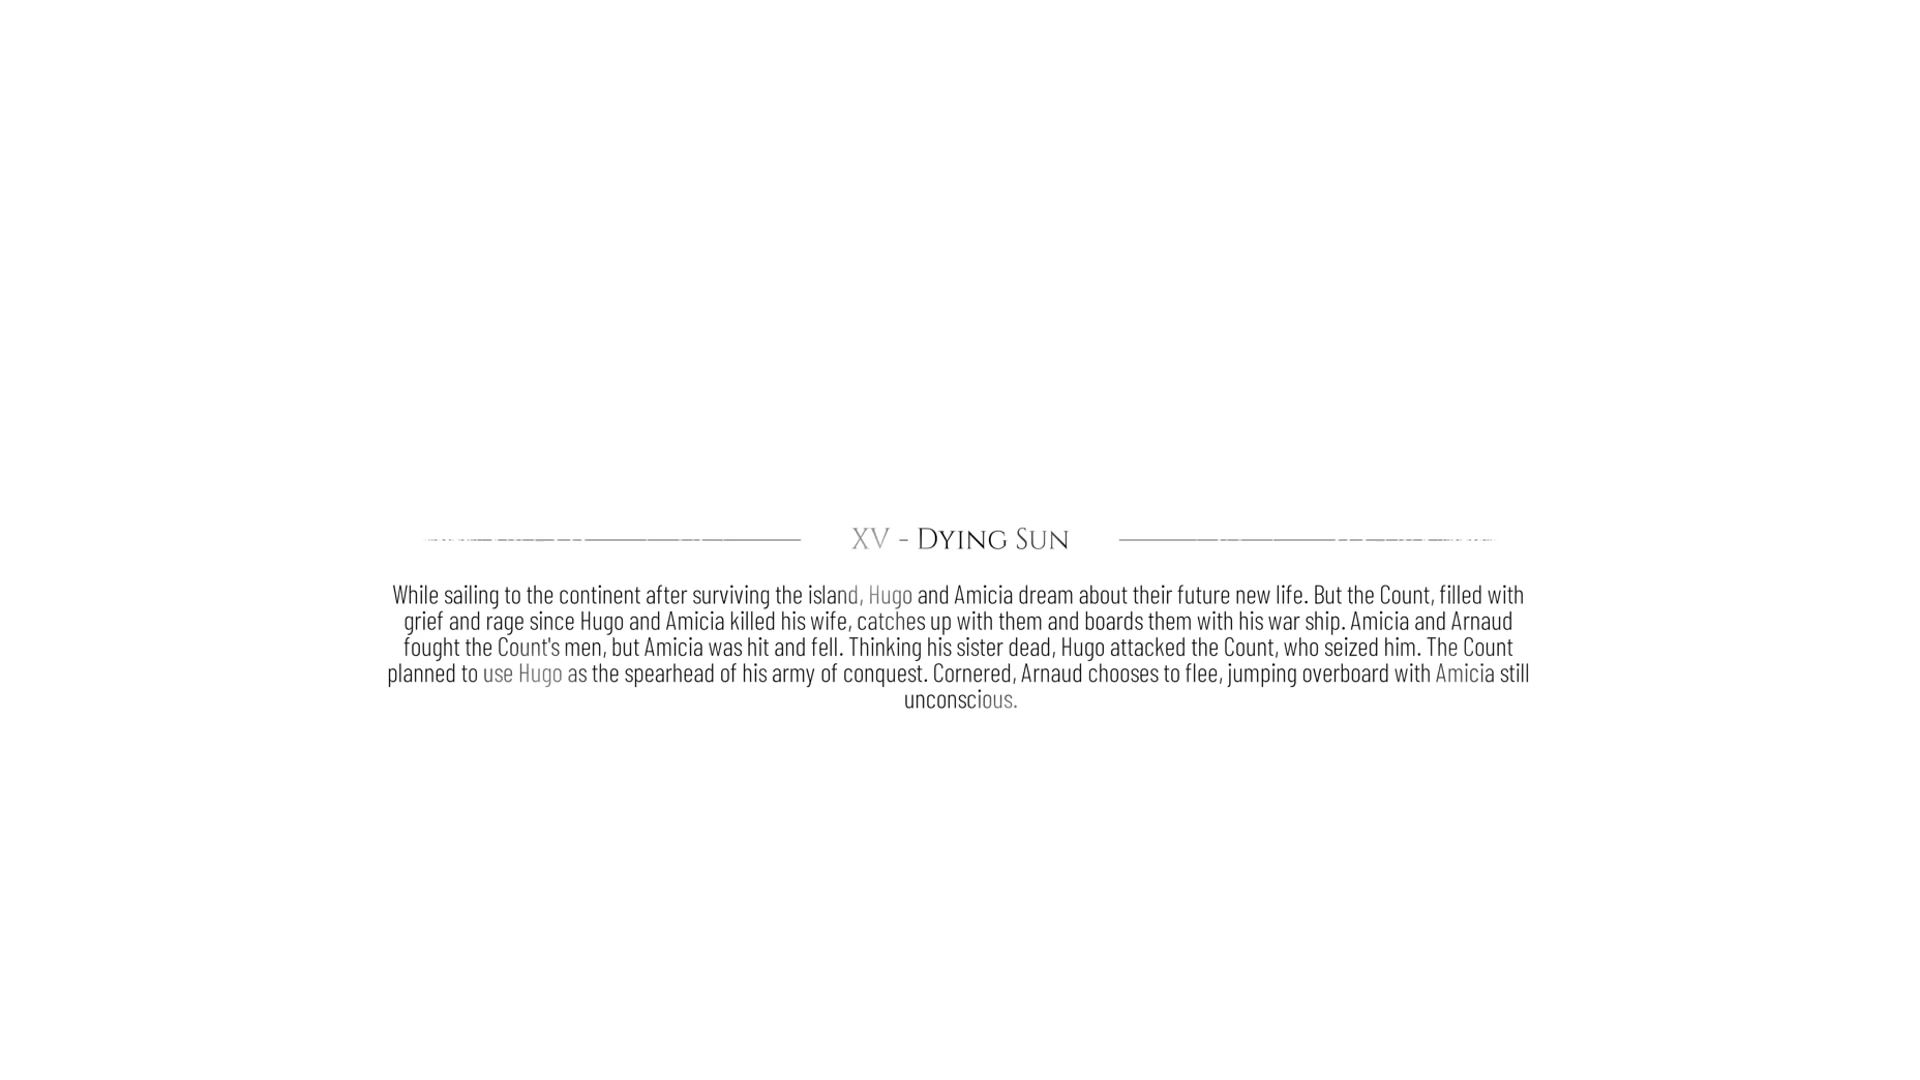 XV - Dying Sun
While sailing to the continent after surviving the island, Hugo and Amicia dream about their future new life. But the Count, filled with
grief and rage since Hugo and Amicia killed his wife, catches up with them and boards them with his war ship. Amicia and Arnaud
fought the Count's men, but Amicia was hit and fell. Thinking his sister dead, Hugo attacked the Count, who seized him. The Count
planned to use Hugo as the spearhead of his army of conquest. Cornered, Arnaud chooses to flee, jumping overboard with Amicia still
unconscious.